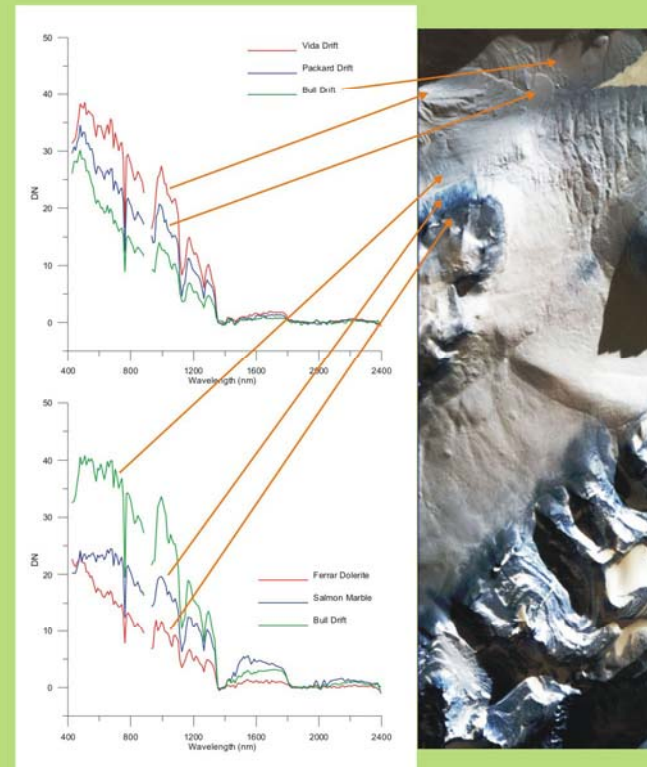 50
40
30
20
10
0
DN
Vida Drift
Packard Drift
Bull Drift
400
800
1200
1600
2000
2400
Wavelength (nm)
50
40
30
20
10
0
DN
Ferrar Dolerite
Salmon Marble
Bull Drift
400
800
1200
1600
2000
2400
Wavelength (nm)